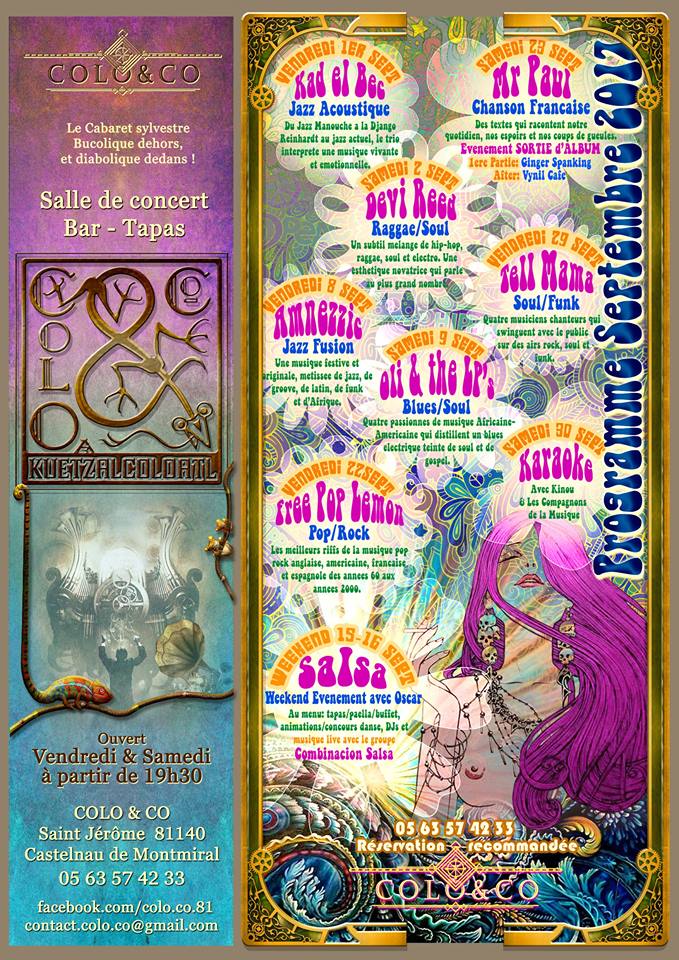 COLO & CO
Le Cabaret sylvestre
Bucolique dehors,
et diabolique dedans !
Salle de concert
Bar - Tapas
COLO
Y
CO
KUETZALCOLOATL
Ouvert
Vendredi & Samedi
à partir de 19h30
COLO & CO
Saint Jérôme 81140
Castelnau de Montmiral
05 63 57 42 33
facebook.com/colo.co.81
contact.colo.co@gmail.com
Programme Septembre 2017
VENDREDI 1ER SEPT
Kad el Bec
Jazz Acoustique
Du Jazz Manouche a la Django
Reinhardt au jazz actuel, le trio
interprete une musique vivante
et emotionnelle.
SAMEDI 23 SEPT
Mr Paul
Chanson Francaise
Des textes qui racontent notre
quotidien, nos espoirs et nos coups de gueules.
Evenement SORTIE d'ALBUM
1ere Partie: Ginger Spanking
After: Vynil Cafe
SAMEDI 2 SEPT
Devi Reed
Raggae/Soul
Un subtil melange de hip-hop,
raggae, soul et electro. Une
esthetique novatrice qui parle
au plus grand nombre.
VENDREDI 29 SEPT
Tell Mama
Soul/Funk
Quatre musiciens chanteurs qui
swinguent avec le public
sur des airs rock, soul et
funk.
VENDREDI 8 SEPT
Amnezzic
Jazz Fusion
Une musique festive et
originale, metissee de jazz, de
groove, de latin, de funk
et d'Afrique.
SAMEDI 9 SEPT
Oli & the LP's
Blues/Soul
Quatre passionnes de musique Africaine-
Americaine qui distillent un blues
electrique teinte de soul et de
gospel.
SAMEDI 30 SEPT
Karaoke
Avec Kinou
& Les Compagnons
de la Musique
VENDREDI 22 SEPT
Free Pop Lemon
Pop/Rock
Les meilleurs riffs de la musique pop
rock anglaise, americaine, francaise
et espagnole des annees 60 aux
annees 2000.
WEEKEND 15-16 SEPT
Salsa
Weekend Evenement avec Oscar
Au menu: tapas/paella/buffet,
animations/concours danse, DJs et
musique live avec le groupe
Combinacion Salsa
05 63 57 42 33
Réservation recommandée
COLO & CO